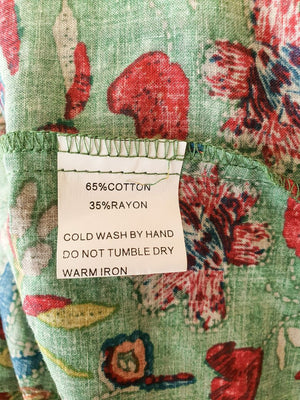 65%COTTON
35%RAYON
COLD WASH BY HAND
DO NOT TUMBLE DRY
WARM IRON